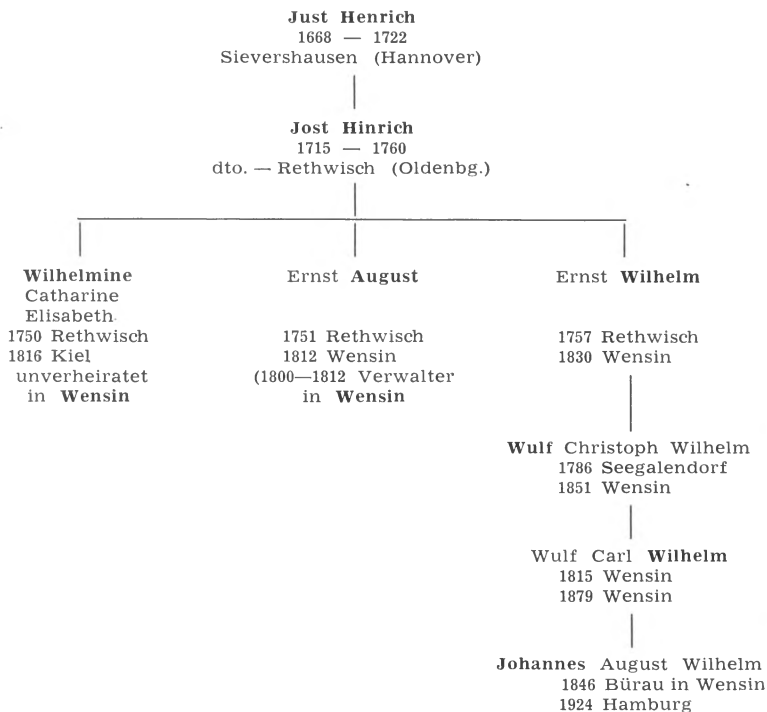 Just Henrich
1668 — 1722
Sievershausen (Hannover)
Jost Hinrich
1715 — 1760
dto. — Rethwisch (Oldenbg.)
Wilhelmine
Catharine
Elisabeth
1750 Rethwisch
1816 Kiel
unverheiratet
in Wensin
Ernst August
1751 Rethwisch
1812 Wensin
(1800—1812 Verwalter
in Wensin
Ernst Wilhelm
1757 Rethwisch
1830 Wensin
Wulf Christoph Wilhelm
1786 Seegalendorf
1851 Wensin
Wulf Carl Wilhelm
1815 Wensin
1879 Wensin
Johannes August Wilhelm
1846 Bürau in Wensin
1924 Hamburg